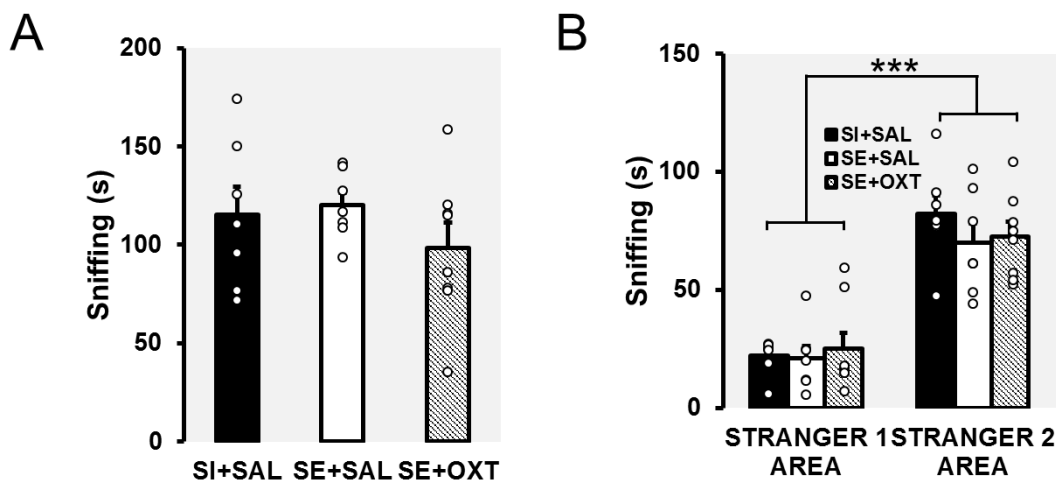 A
Sniffing (s)
200
150
100
50
0
SI+SAL SE+SAL SE+OXT
B
Sniffing (s)
150
100
50
0
***
SI+SAL
SE+SAL
SE+OXT
STRANGER 1 STRANGER 2
AREA AREA